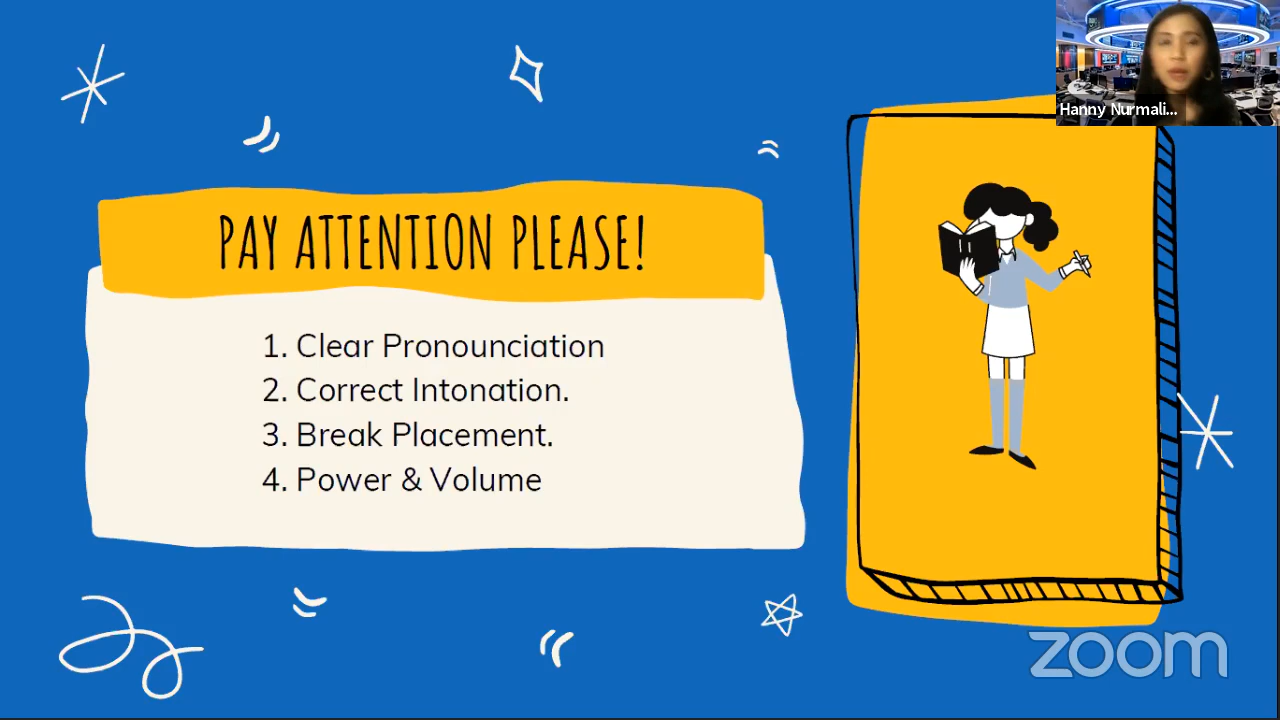 Hanny Nurmali...
PAY ATTENTION PLEASE!
1. Clear Pronounciation
2. Correct Intonation.
3. Break Placement.
4. Power & Volume
zoom